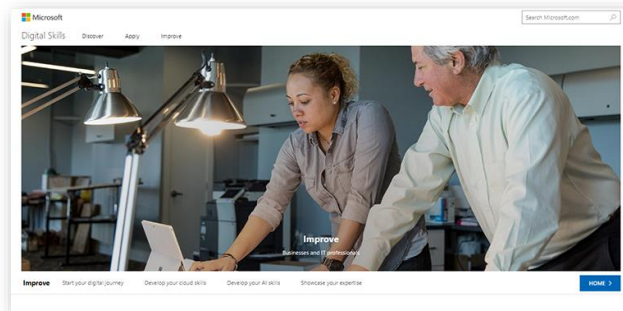 Microsoft
Search Microsoft.com
Digital Skills Discover Apply Improve
Improve
Businesses and IT professionals
Improve Start your digital journey Develop your cloud skills Develop your AI skills Showcase your expertise HOME >